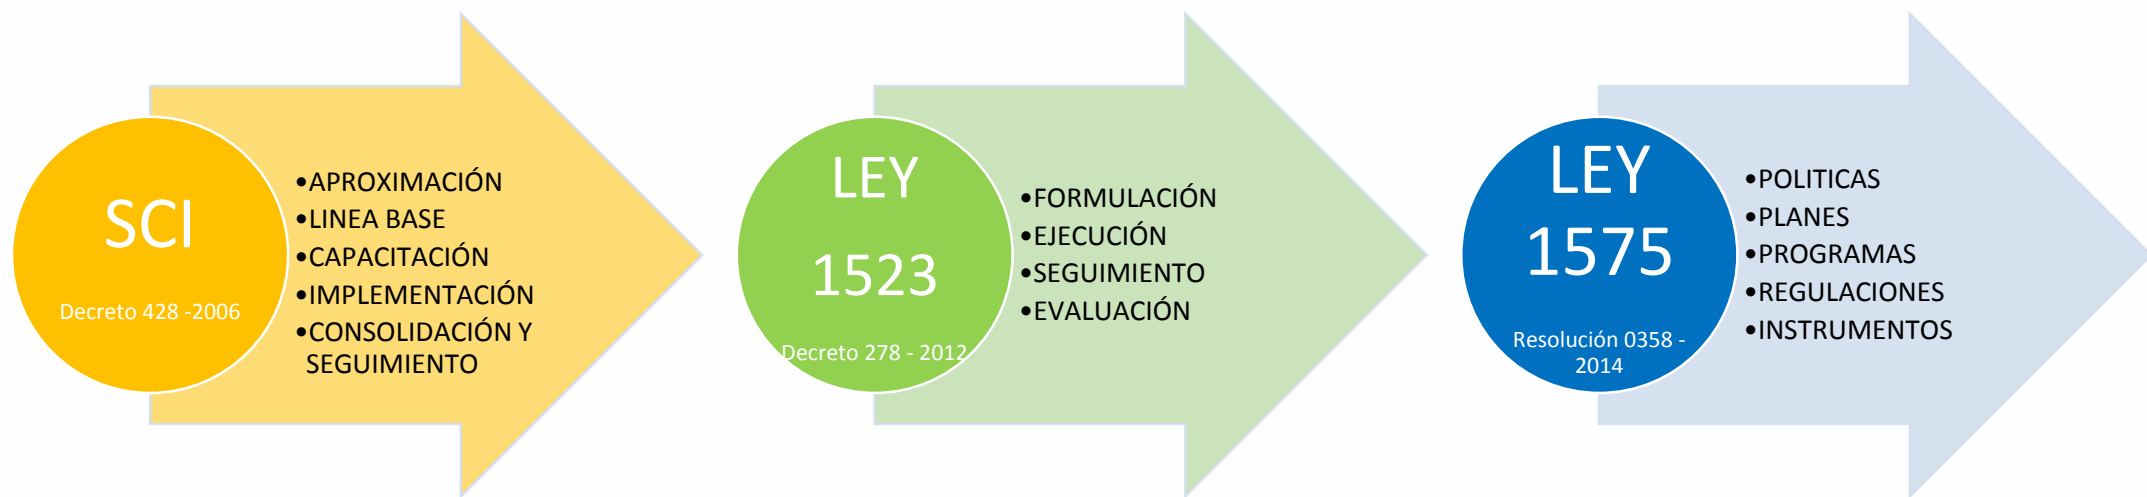 SCI
Decreto 428 -2006
•APROXIMACIÓN
•LINEA BASE
•CAPACITACIÓN
•IMPLEMENTACIÓN
•CONSOLIDACIÓN Y
SEGUIMIENTO
LEY
1523
Decreto 278 - 2012
•FORMULACIÓN
•EJECUCIÓN
•SEGUIMIENTO
•EVALUACIÓN
LEY
1575
Resolución 0358 -
2014
•POLITICAS
•PLANES
•PROGRAMAS
•REGULACIONES
•INSTRUMENTOS